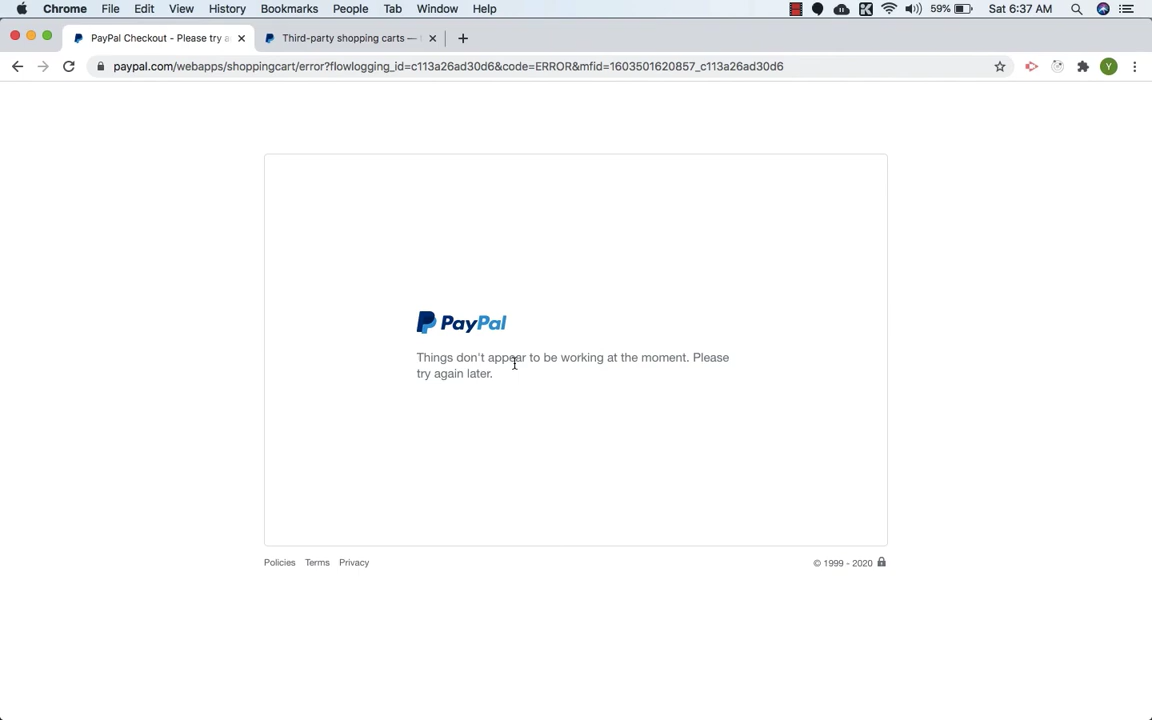 Chrome File Edit View History Bookmarks People Tab Window Help 59% Sat 6:37 AM
PayPal Checkout - Please try a Third-party shopping carts —
paypal.com/webapps/shoppingcart/error?flowlogging_id=c113a26ad30d6&code=ERROR&mfid=1603501620857_c113a26ad30d6 Y
PayPal
Things don't appear to be working at the moment. Please
try again later.
Policies Terms Privacy © 1999 - 2020